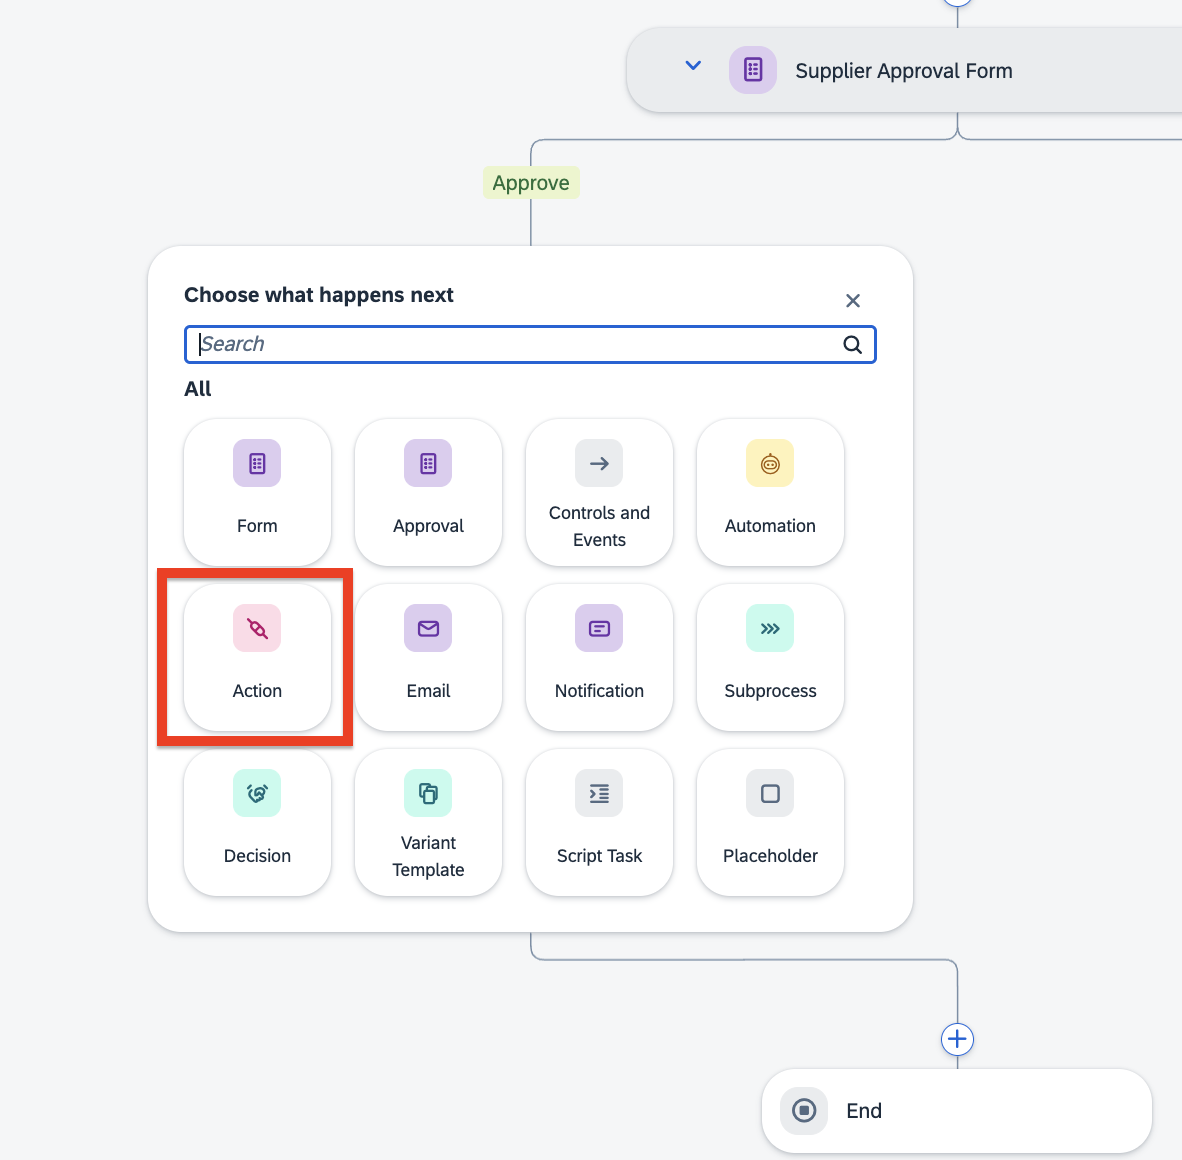 Supplier Approval Form
Approve
Choose what happens next
Search
All
Form
Approval
Controls and
Events
Automation
Action
Email
Notification
Subprocess
Decision
Variant
Template
Script Task
Placeholder
End